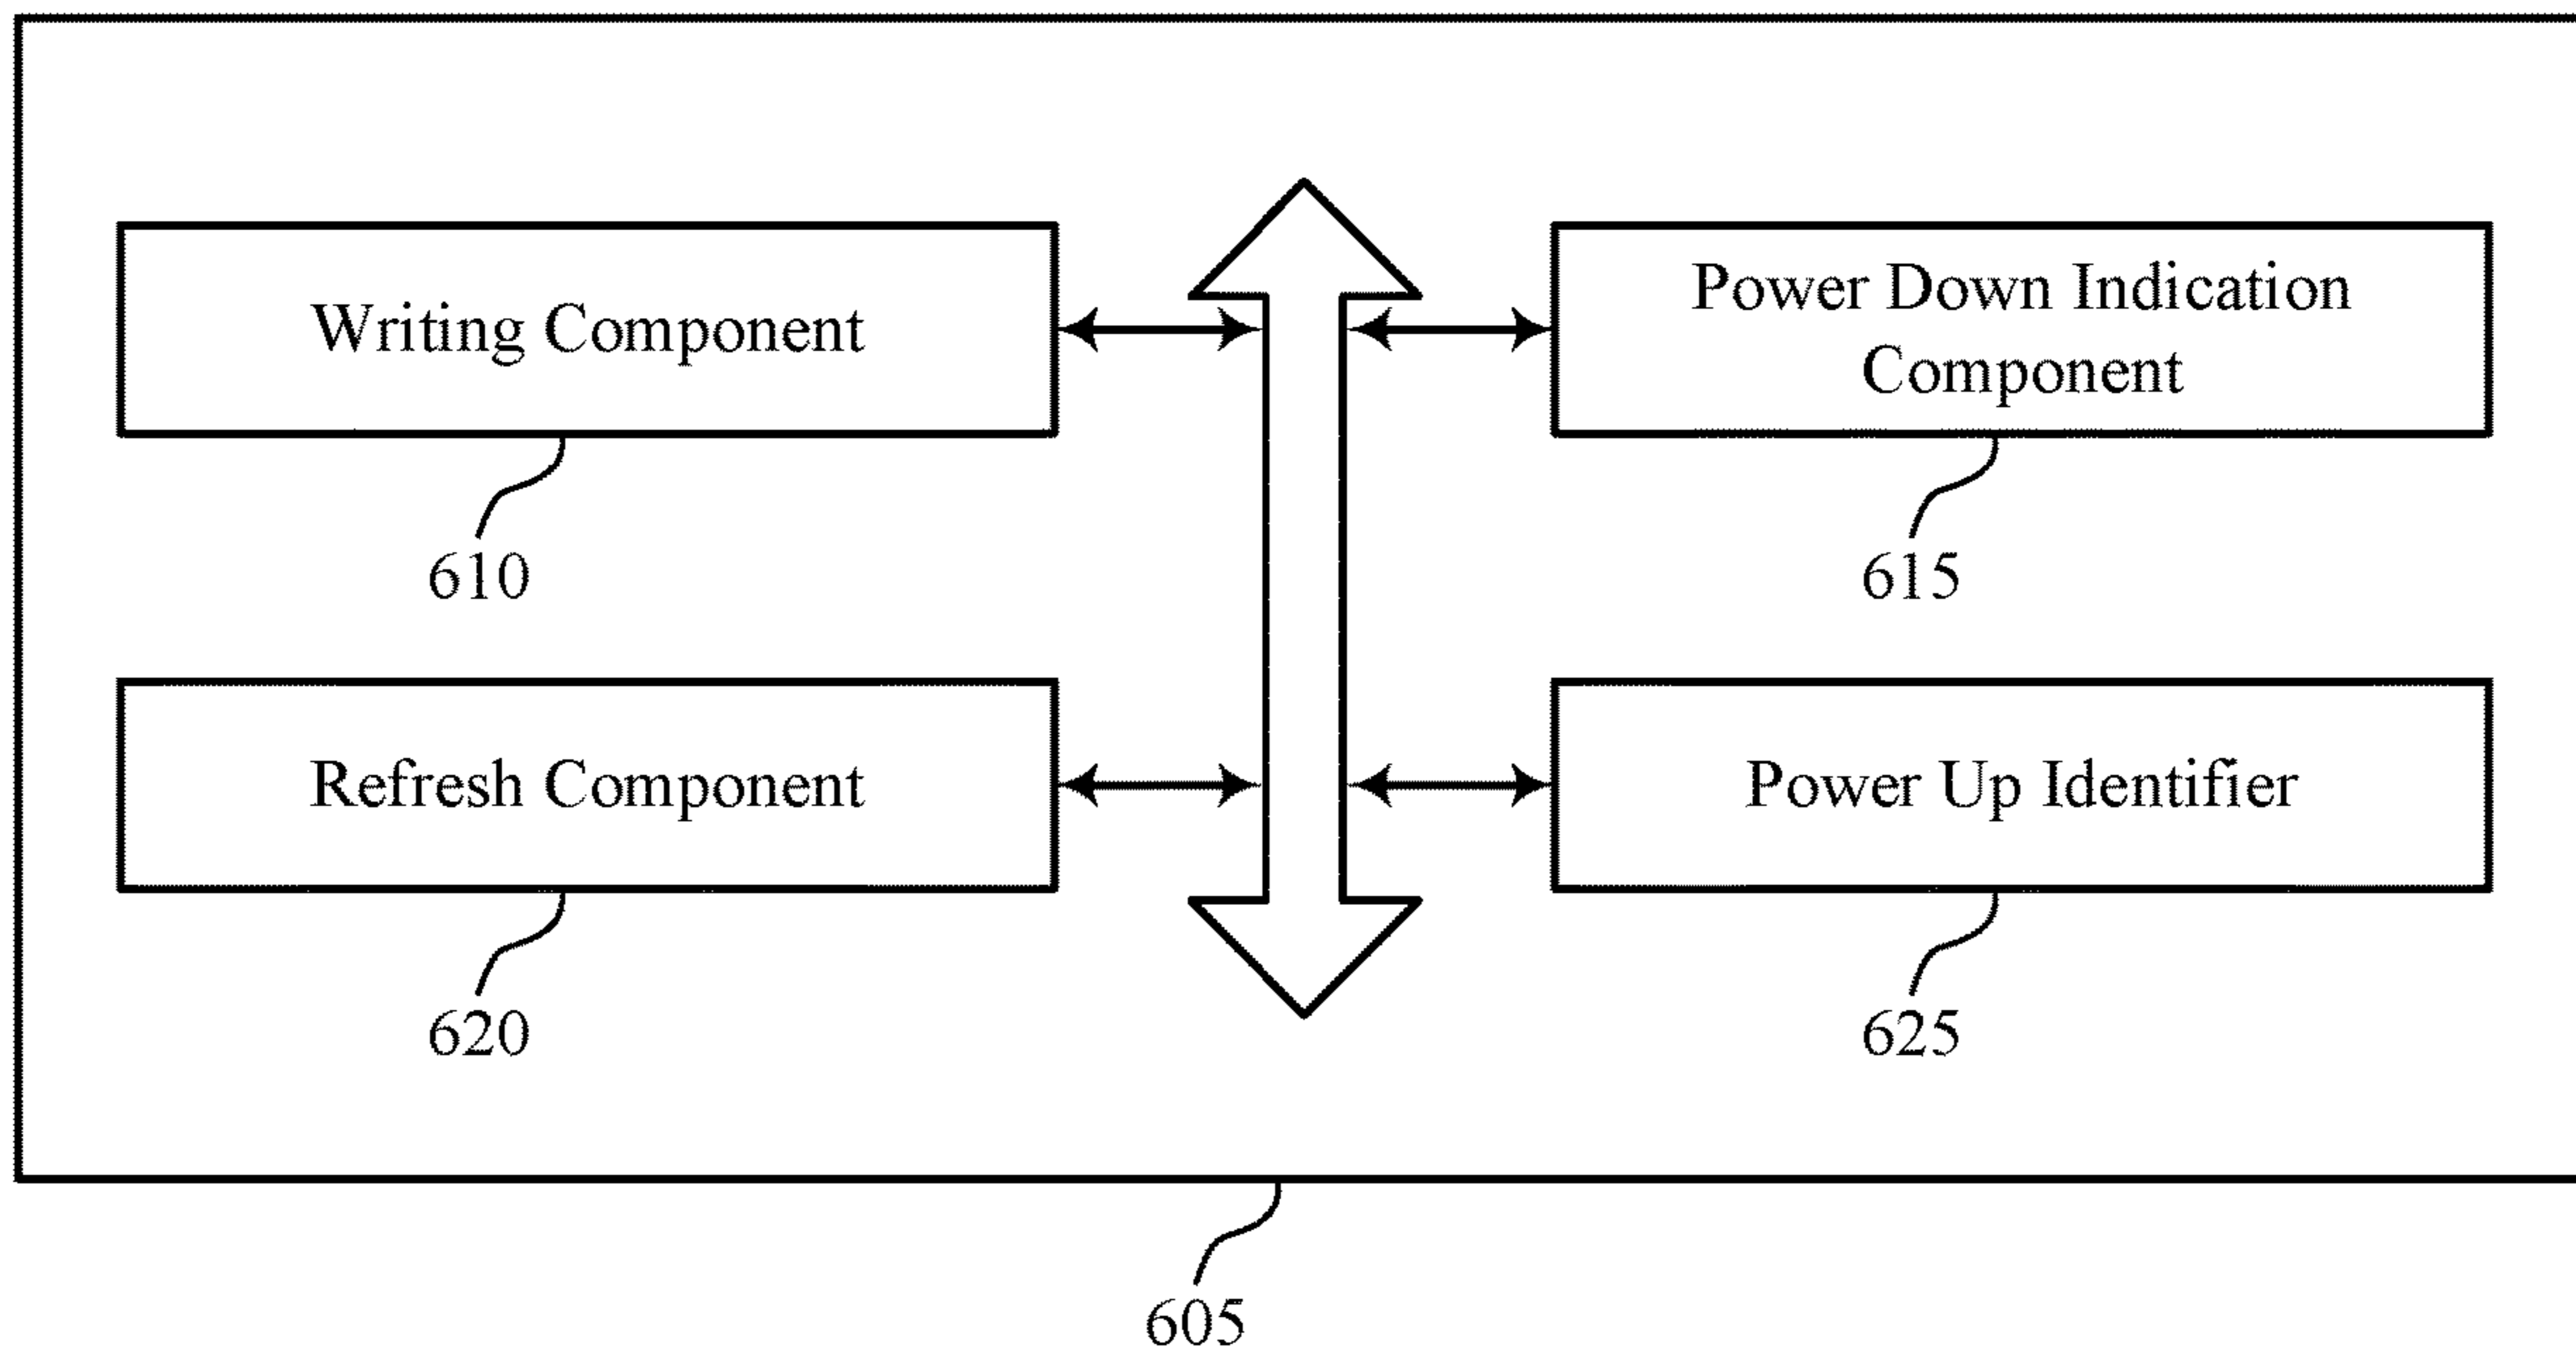 Writing Component
610
Power Down Indication
Component
615
Refresh Component
620
Power Up Identifier
625
605